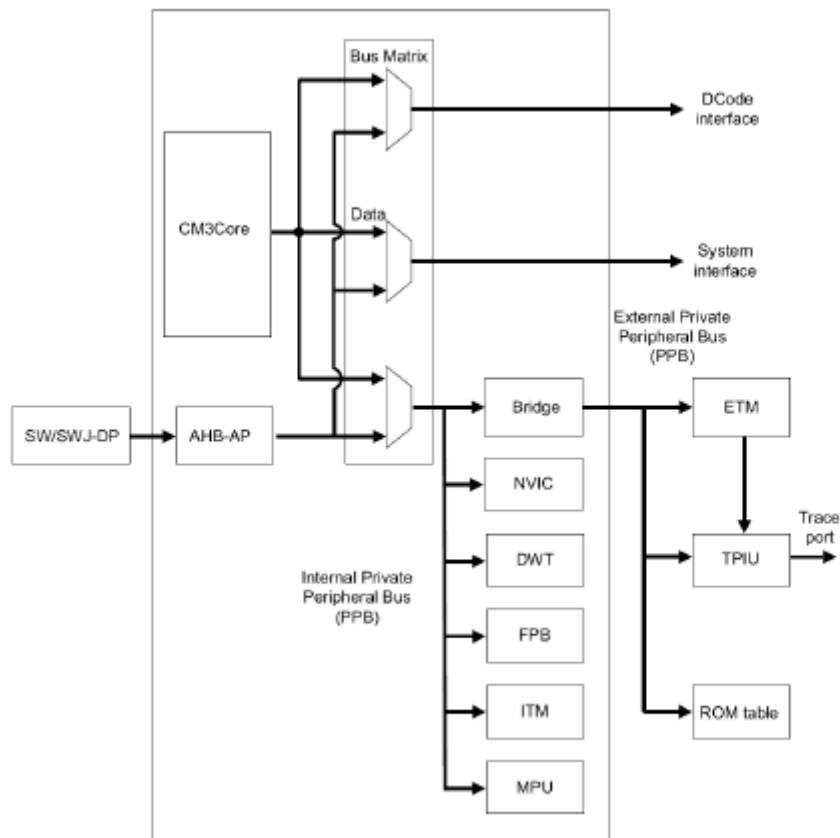 Bus Matrix
DCode
interface
CM3Core
Data
System
interface
External Private
Peripheral Bus
(PPB)
SW/SWJ-DP
AHB-AP
Bridge
ETM
NVIC
Trace
port
DWT
TPIU
Internal Private
Peripheral Bus
(PPB)
FPB
ITM
ROM table
MPU